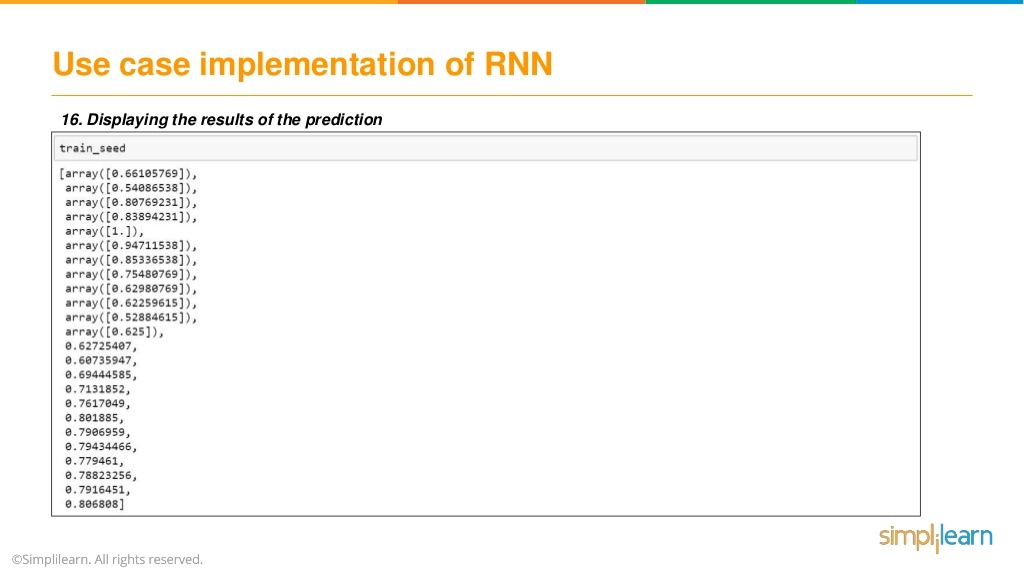 Use case implementation of RNN
16. Displaying the results of the prediction
train_seed
[array([0.66105769]),
array([0.54086538]),
array([0.80769231]),
array([0.83894231]),
array([1.]),
array([0.94711538]),
array([0.85336538]),
array([0.75480769]),
array([0.62980769]),
array([0.62259615]),
array([0.52884615]),
array([0.625]),
0.62725407,
0.60735947,
0.69444585,
0.7131852,
0.7617049,
0.801885,
0.7906959,
0.79434466,
0.779461,
0.78823256,
0.7916451,
0.806808]
simplilearn
©Simplilearn. All rights reserved.